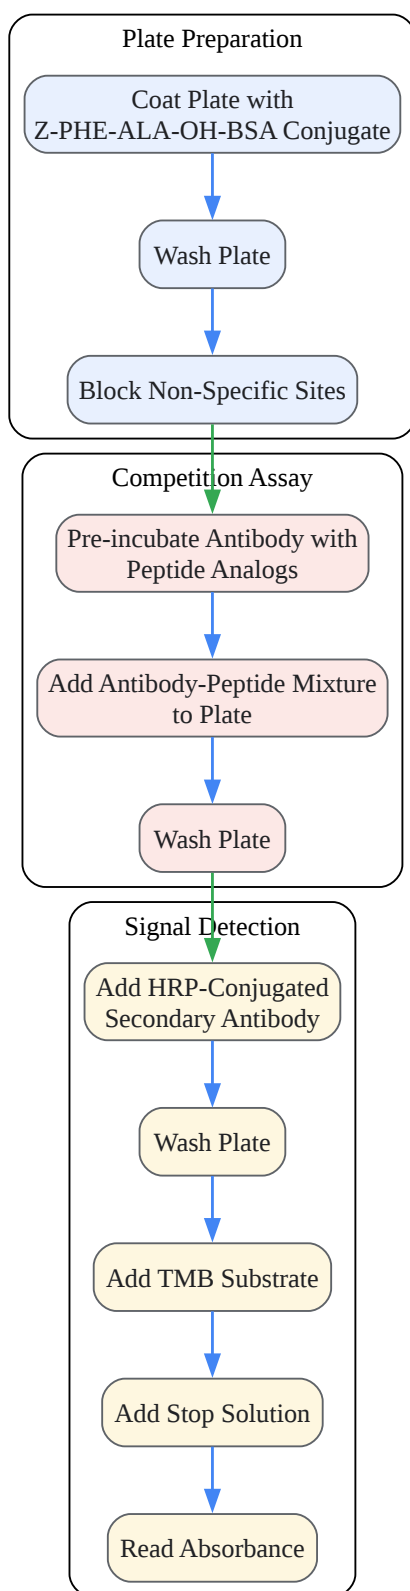 Plate Preparation
Coat Plate with
Z-PHE-ALA-OH-BSA Conjugate
Wash Plate
Block Non-Specific Sites
Competition Assay
Pre-incubate Antibody with
Peptide Analogs
Add Antibody-Peptide Mixture
to Plate
Wash Plate
Signal Detection
Add HRP-Conjugated
Secondary Antibody
Wash Plate
Add TMB Substrate
Add Stop Solution
Read Absorbance